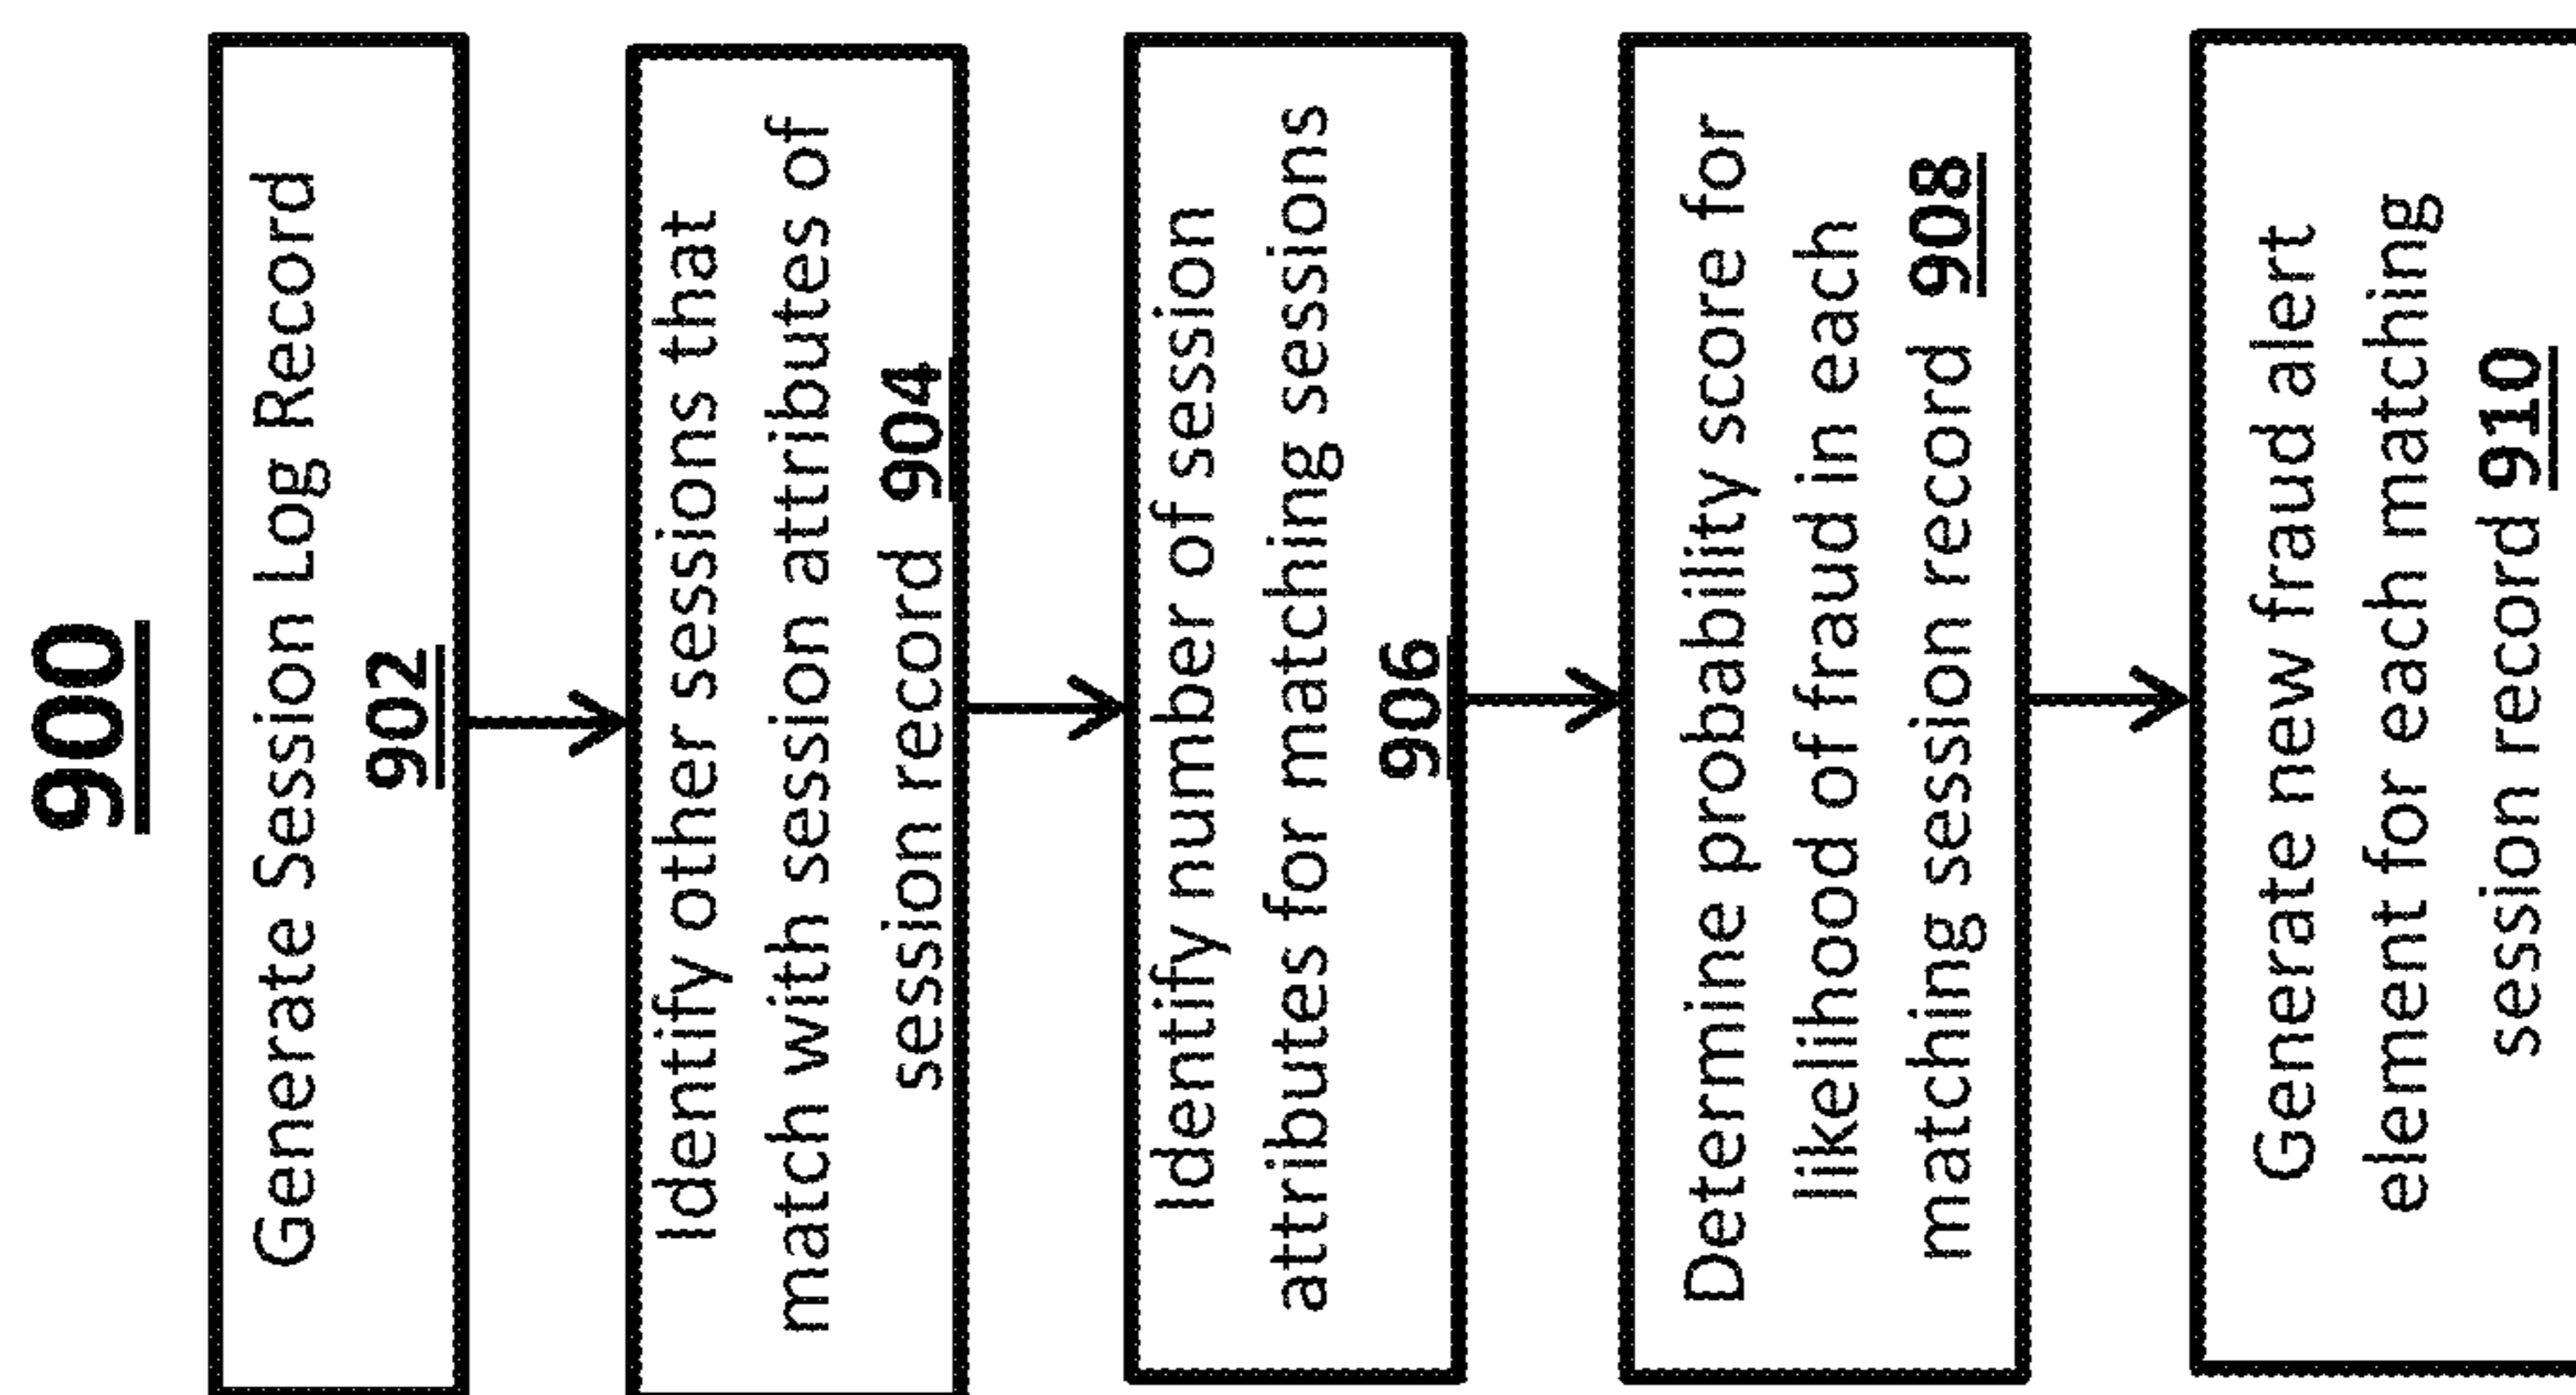 900
Generate Session Log Record
902
Identify other sessions that
match with session attributes of
session record 904
Identify number of session
attributes for matching sessions
906
Determine probability score for
likelihood of fraud in each
matching session record 908
Generate new fraud alert
element for each matching
session record 910